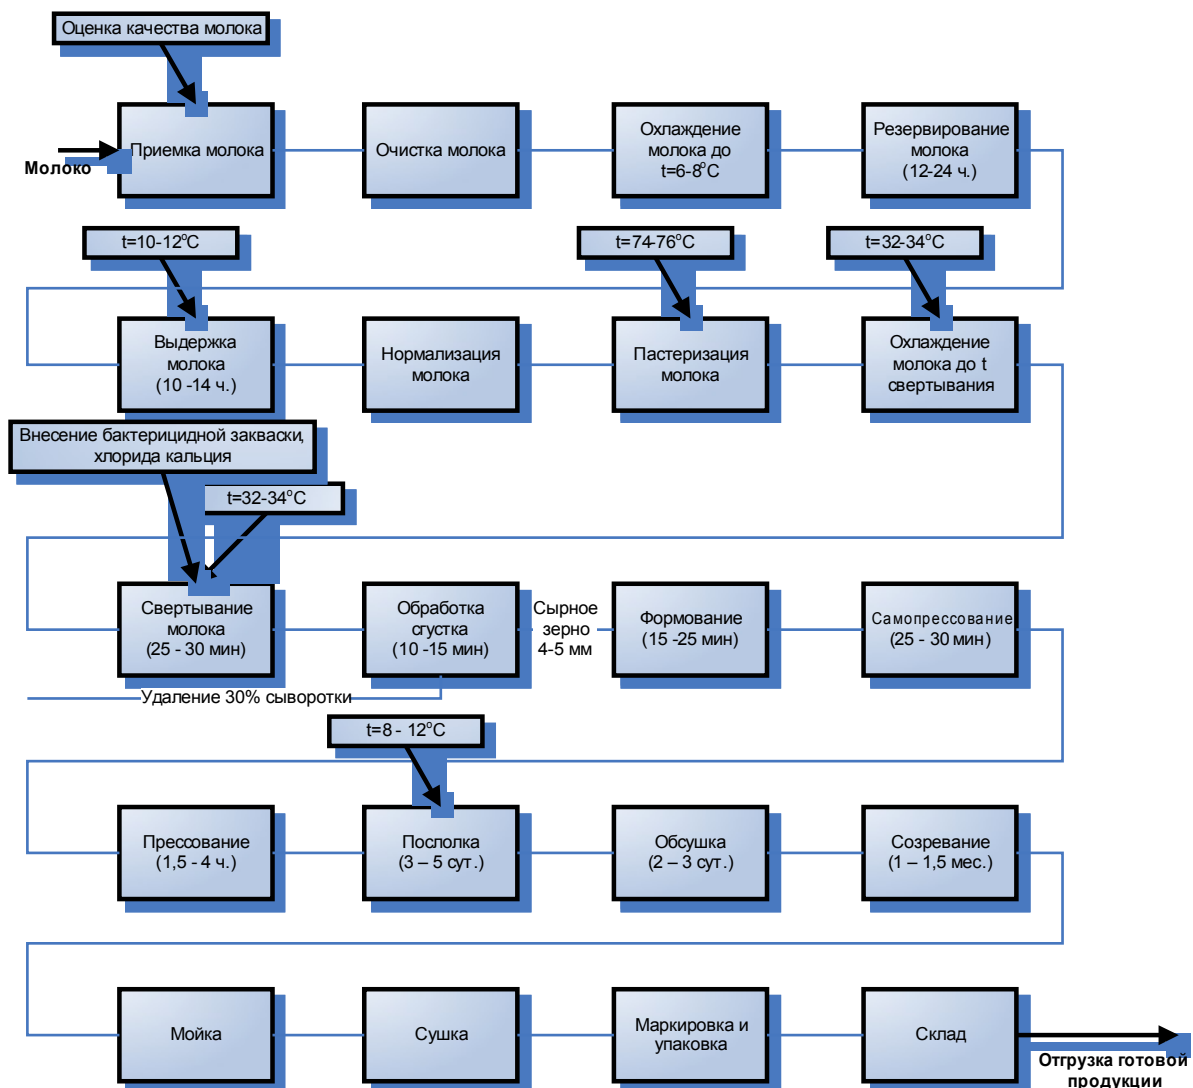 Оценка качества молока
Молоко
Приемка молока
Очистка молока
Охлаждение
молока до
t=6-8°C
Резервирование
молока
(12-24 ч.)
t=10-12°C
t=74-76°C
t=32-34°C
Выдержка
молока
(10 -14 ч.)
Нормализация
молока
Пастеризация
молока
Охлаждение
молока до t
свертывания
Внесение бактерицидной закваски,
хлорида кальция
t=32-34°C
Свертывание
молока
(25 - 30 мин)
Обработка
сгустка
(10 -15 мин)
Сырное
зерно
4-5 мм
Формование
(15 -25 мин)
Самопрессование
(25 - 30 мин)
Удаление 30% сыворотки
t=8 - 12°C
Прессование
(1,5 - 4 ч.)
Послолка
(3 – 5 сут.)
Обсушка
(2 – 3 сут.)
Созревание
(1 – 1,5 мес.)
Мойка
Сушка
Маркировка и
упаковка
Склад
Отгрузка готовой
продукции